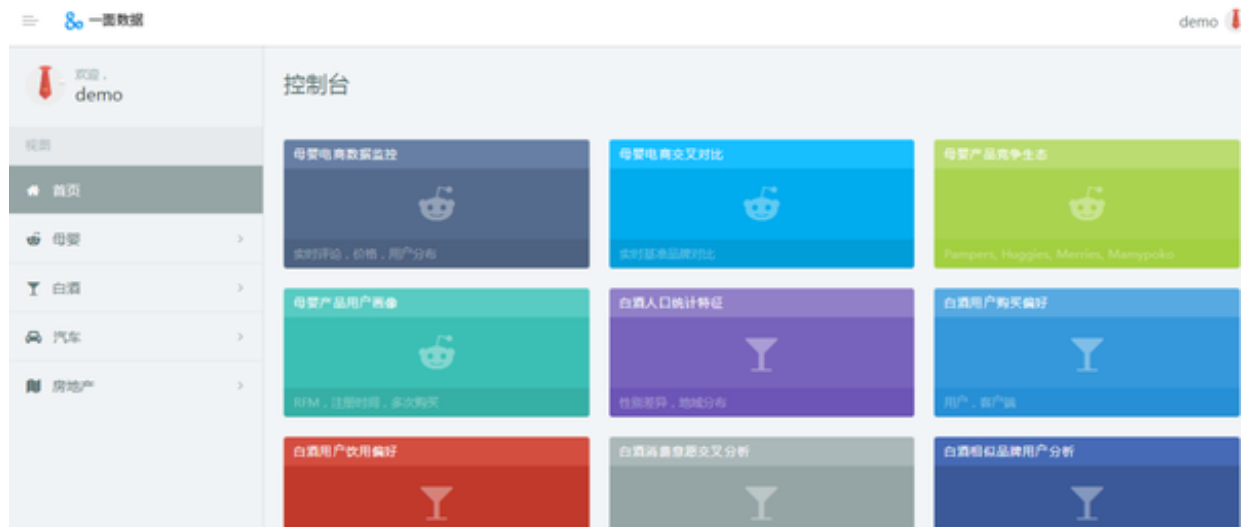 一面数据
demo
欢迎，
demo
控制台
视图
首页
母婴
白酒
汽车
房地产
母婴电商数据监控
实时评论，价格，用户分布
母婴电商交叉对比
实时基准品牌对比
母婴产品竞争生态
Pampers, Huggies, Merries, Mamypoko
母婴产品用户画像
RFM，注册时间，多次购买
白酒人口统计特征
性别差异，地域分布
白酒用户购买偏好
用户，客户端
白酒用户饮用偏好
白酒消费意愿交叉分析
白酒相似品牌用户分析